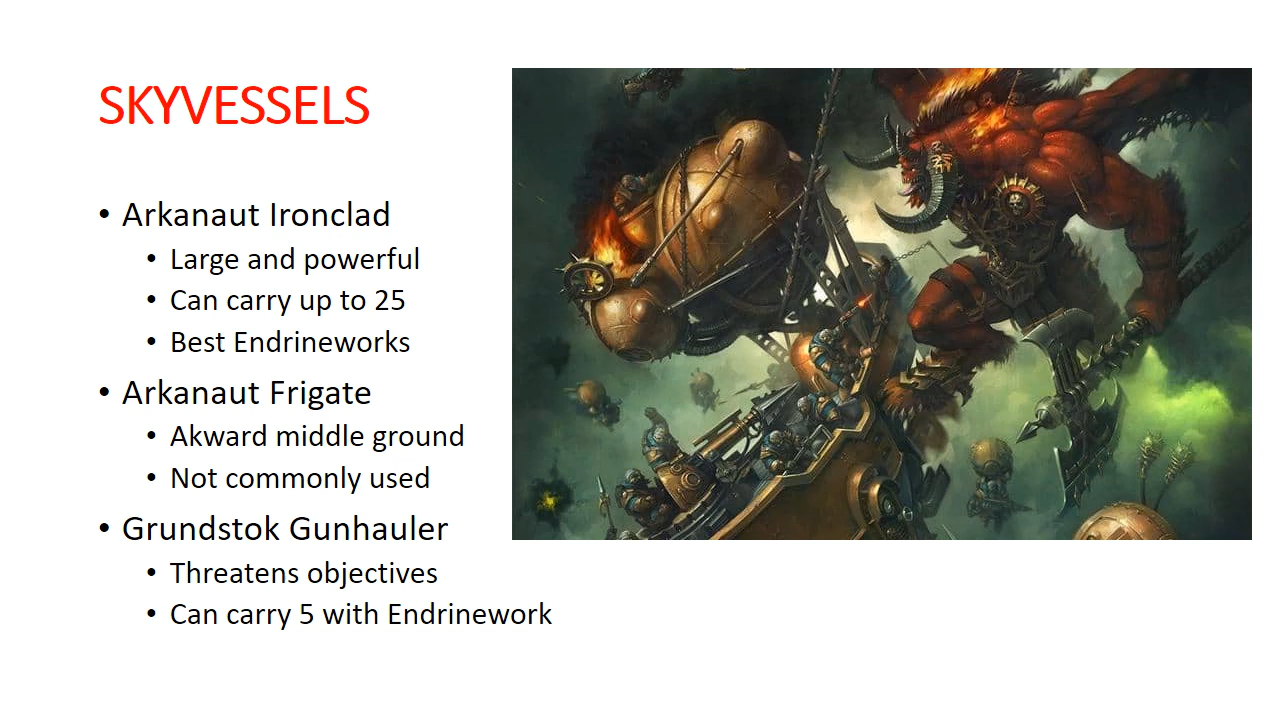 SKYVESSELS
• Arkanaut Ironclad
• Large and powerful
• Can carry up to 25
• Best Endrineworks
• Arkanaut Frigate
• Akward middle ground
• Not commonly used
• Grundstok Gunhauler
• Threatens objectives
• Can carry 5 with Endrinework